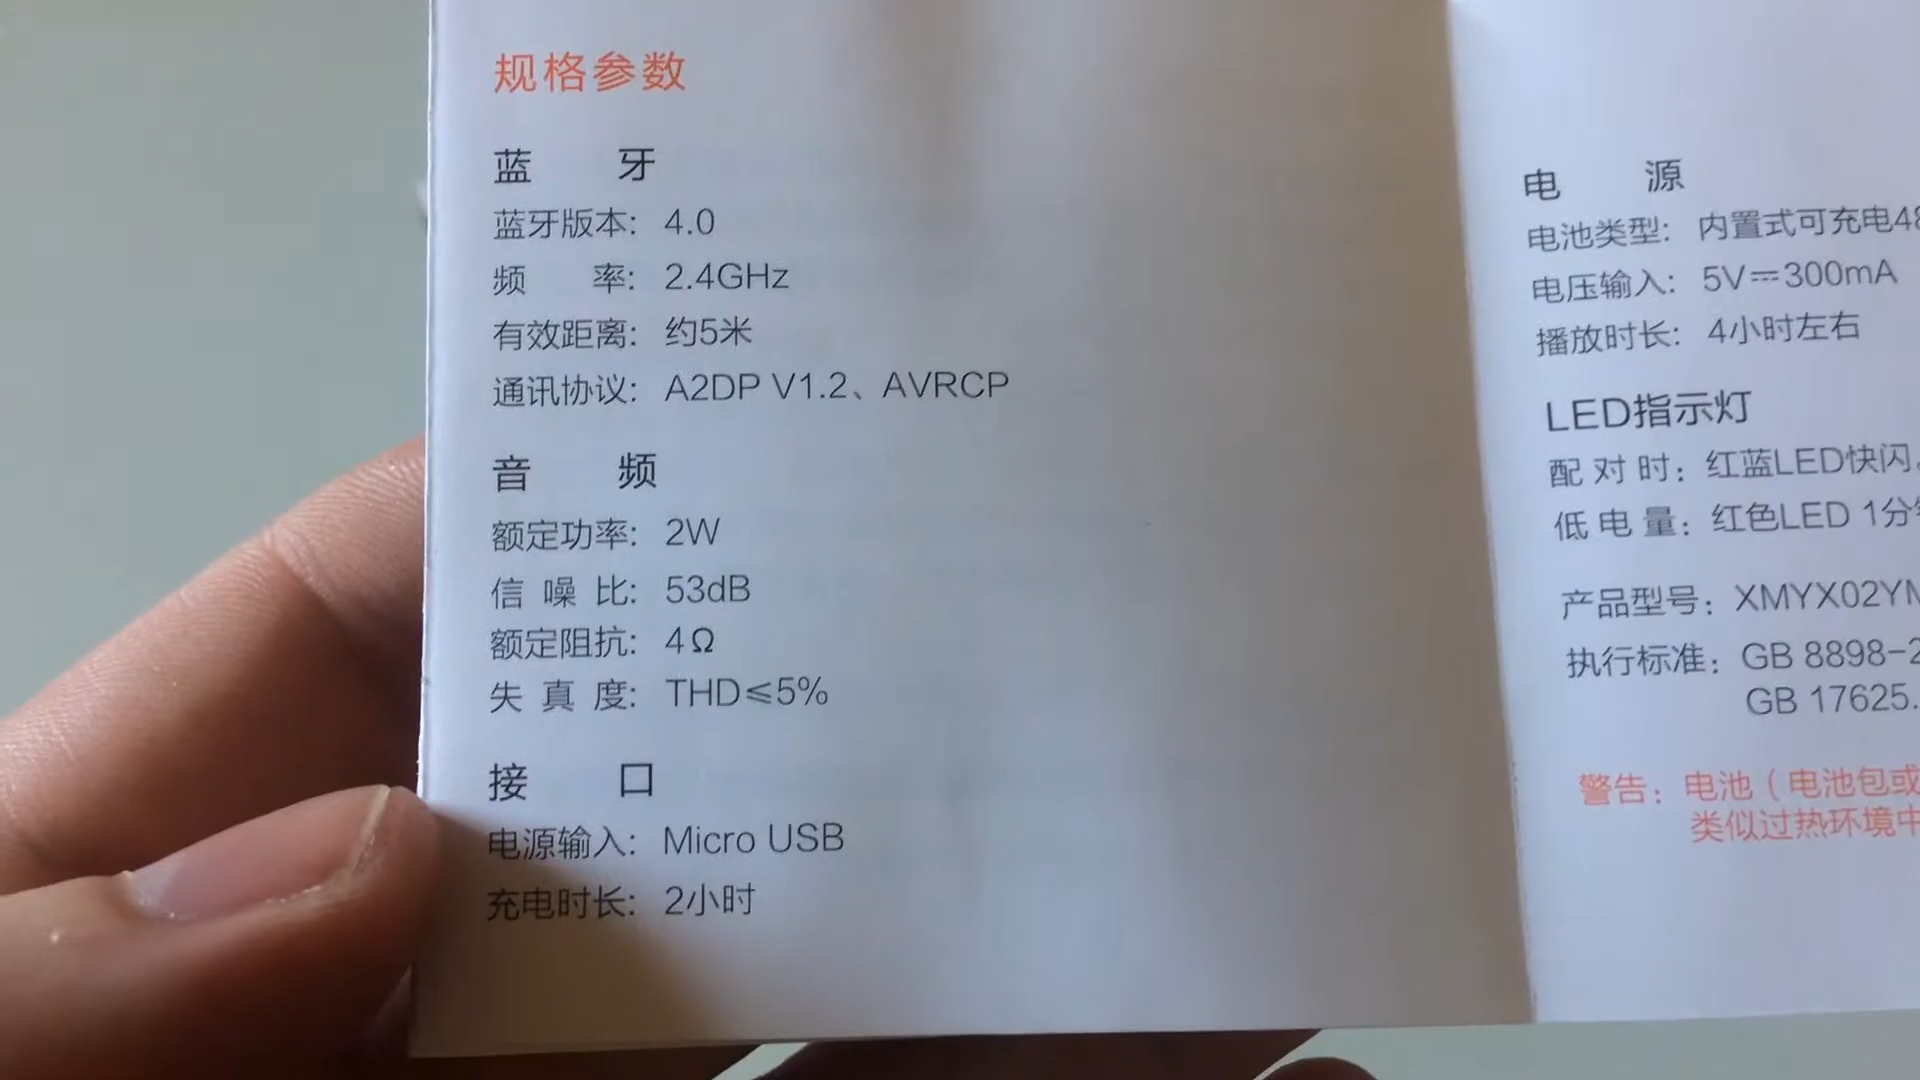 规格参数
蓝 牙
蓝牙版本: 4.0
频 率: 2.4GHz
有效距离: 约5米
通讯协议: A2DP V1.2、AVRCP
音 频
额定功率: 2W
信 噪 比: 53dB
额定阻抗: 4Ω
失 真 度: THD≤5%
接 口
电源输入: Micro USB
充电时长: 2小时
电 源
电池类型: 内置式可充电48
电压输入: 5V⎓300mA
播放时长: 4小时左右
LED指示灯
配 对 时: 红蓝LED快闪
低 电 量: 红色LED 1分
产品型号: XMYX02YM
执行标准: GB 8898-2
GB 17625.
警告: 电池（电池包或
类似过热环境中